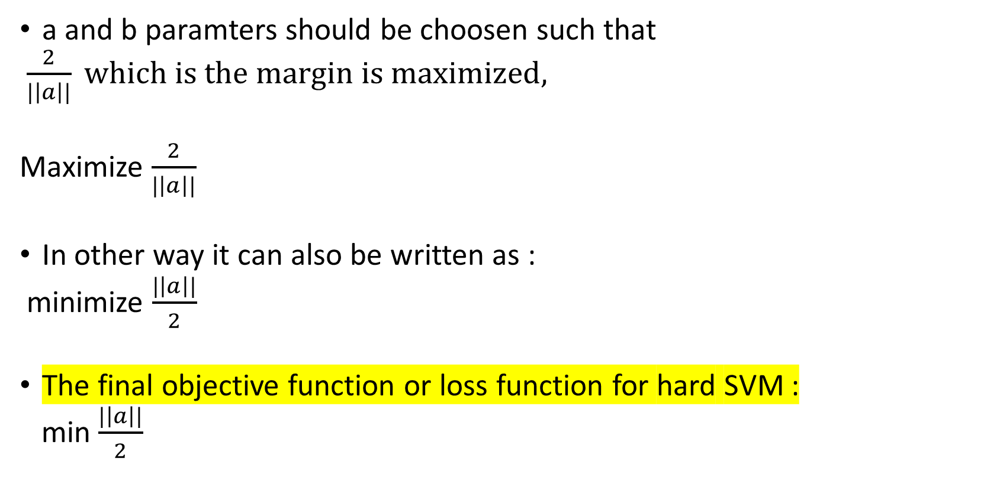 • a and b paramters should be choosen such that
$\frac{2}{||a||}$ which is the margin is maximized,
Maximize $\frac{2}{||a||}$
• In other way it can also be written as :
minimize $\frac{||a||}{2}$
• The final objective function or loss function for hard SVM :
min $\frac{||a||}{2}$